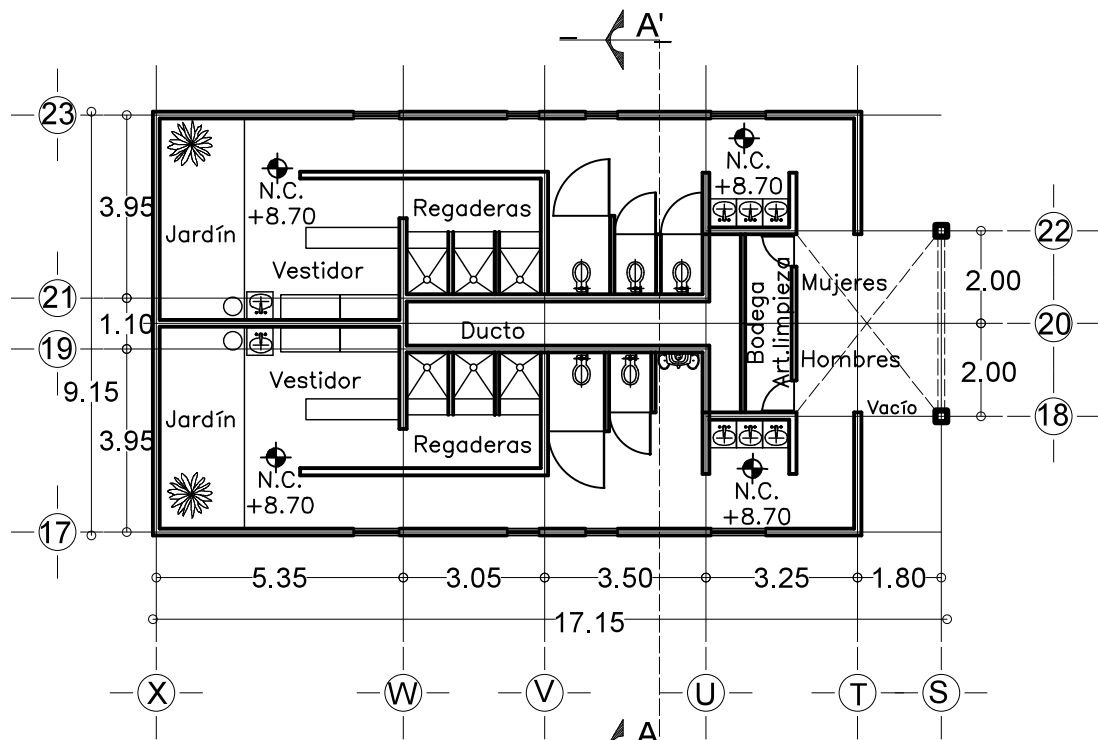 A'
23
N.C.
+8.70
N.C.
+8.70
3.95
Regaderas
Jardín
22
Vestidor
Mujeres
2.00
21
1.10
Ducto
Bodega
Art.limpieza
20
19
Vestidor
Hombres
2.00
9.15
Jardín
Vacío
18
3.95
Regaderas
N.C.
+8.70
N.C.
+8.70
17
5.35
3.05
3.50
3.25
1.80
17.15
X
W
V
U
T
S
A